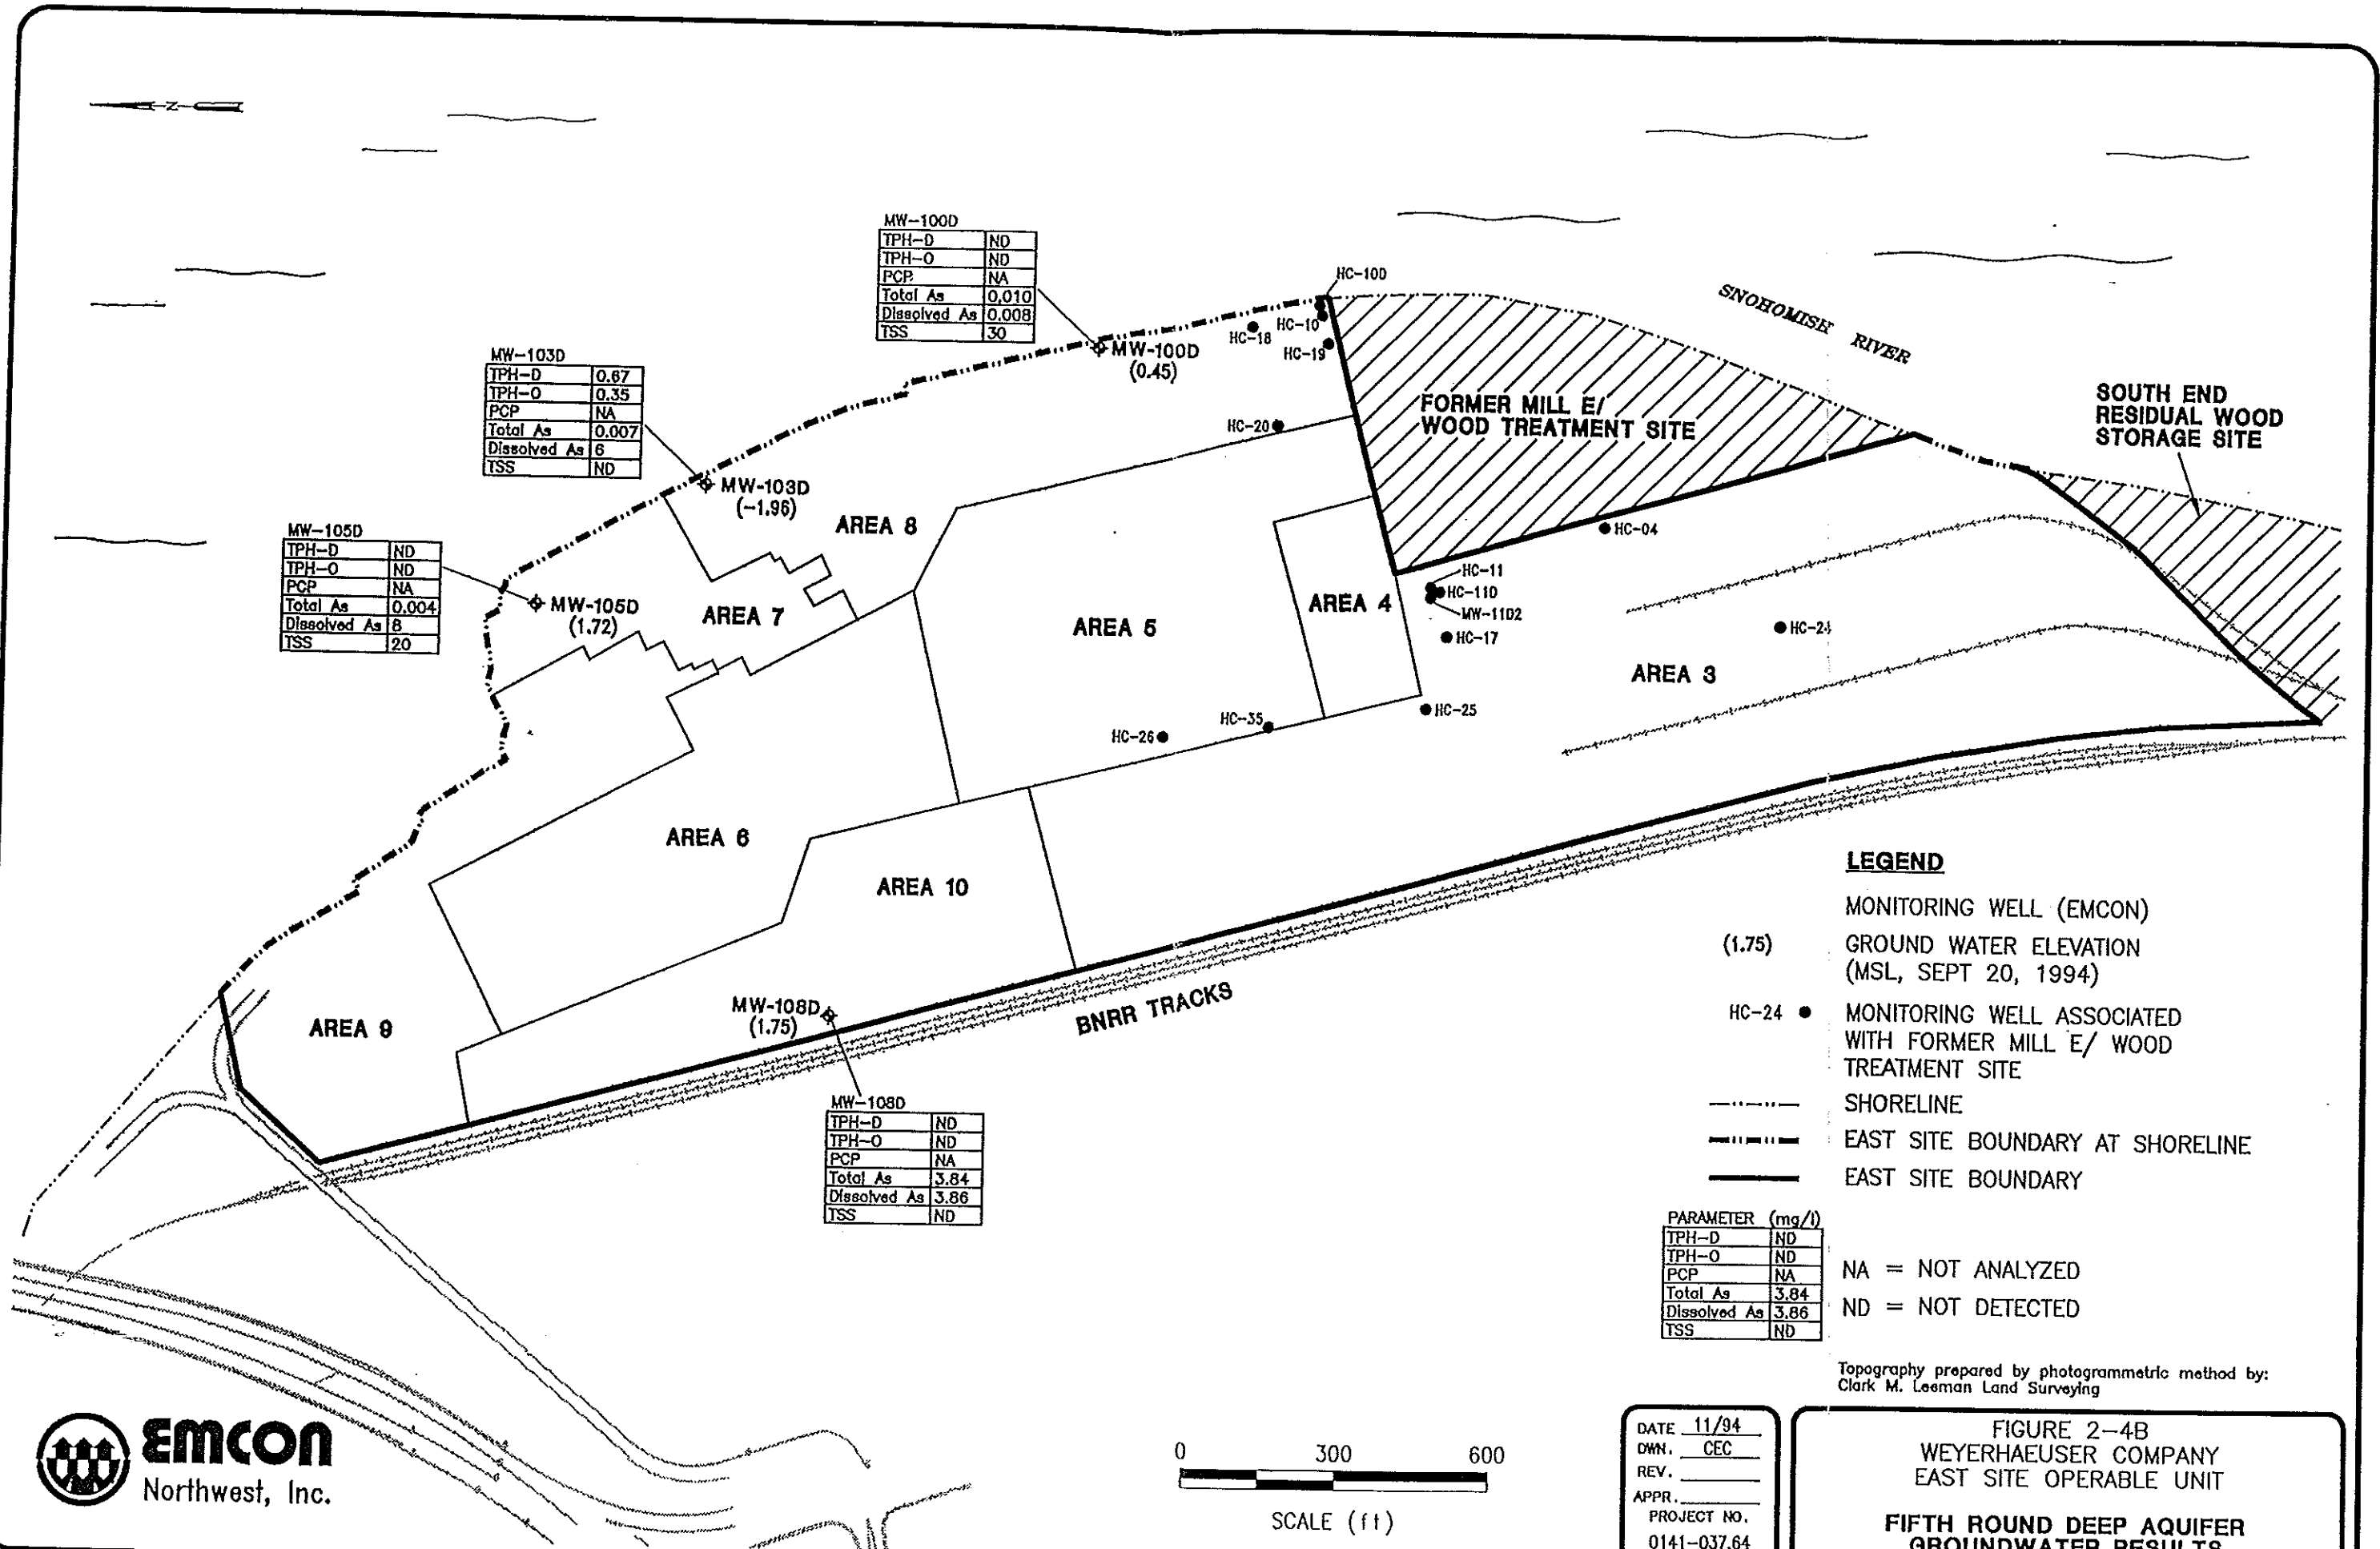 Z
MW-100D
TPH-D ND
TPH-O ND
PCP NA
Total As 0.010
Dissolved As 0.008
TSS 30
MW-103D
TPH-D 0.67
TPH-O 0.35
PCP NA
Total As 0.007
Dissolved As 6
TSS ND
MW-105D
TPH-D ND
TPH-O ND
PCP NA
Total As 0.004
Dissolved As 8
TSS 20
MW-100D
(0.45)
MW-103D
(-1.96)
MW-105D
(1.72)
HC-10D
HC-10
HC-18
HC-19
HC-20
SNOHOMISH RIVER
FORMER MILL E/
WOOD TREATMENT SITE
SOUTH END
RESIDUAL WOOD
STORAGE SITE
HC-04
HC-11
HC-11D
MW-11D2
HC-17
HC-24
HC-25
HC-35
HC-26
AREA 8
AREA 7
AREA 5
AREA 4
AREA 3
AREA 6
AREA 10
AREA 9
MW-108D
(1.75)
BNRR TRACKS
MW-108D
TPH-D ND
TPH-O ND
PCP NA
Total As 3.84
Dissolved As 3.86
TSS ND
LEGEND
MONITORING WELL (EMCON)
(1.75) GROUND WATER ELEVATION
(MSL, SEPT 20, 1994)
HC-24 MONITORING WELL ASSOCIATED
WITH FORMER MILL E/ WOOD
TREATMENT SITE
SHORELINE
EAST SITE BOUNDARY AT SHORELINE
EAST SITE BOUNDARY
PARAMETER (mg/l)
TPH-D ND
TPH-O ND
PCP NA
Total As 3.84
Dissolved As 3.86
TSS ND
NA = NOT ANALYZED
ND = NOT DETECTED
Topography prepared by photogrammetric method by:
Clark M. Leeman Land Surveying
EMCON
Northwest, Inc.
0 300 600
SCALE (ft)
DATE 11/94
DWN. CEC
REV.
APPR.
PROJECT NO.
0141-037.64
FIGURE 2-4B
WEYERHAEUSER COMPANY
EAST SITE OPERABLE UNIT
FIFTH ROUND DEEP AQUIFER
GROUNDWATER RESULTS